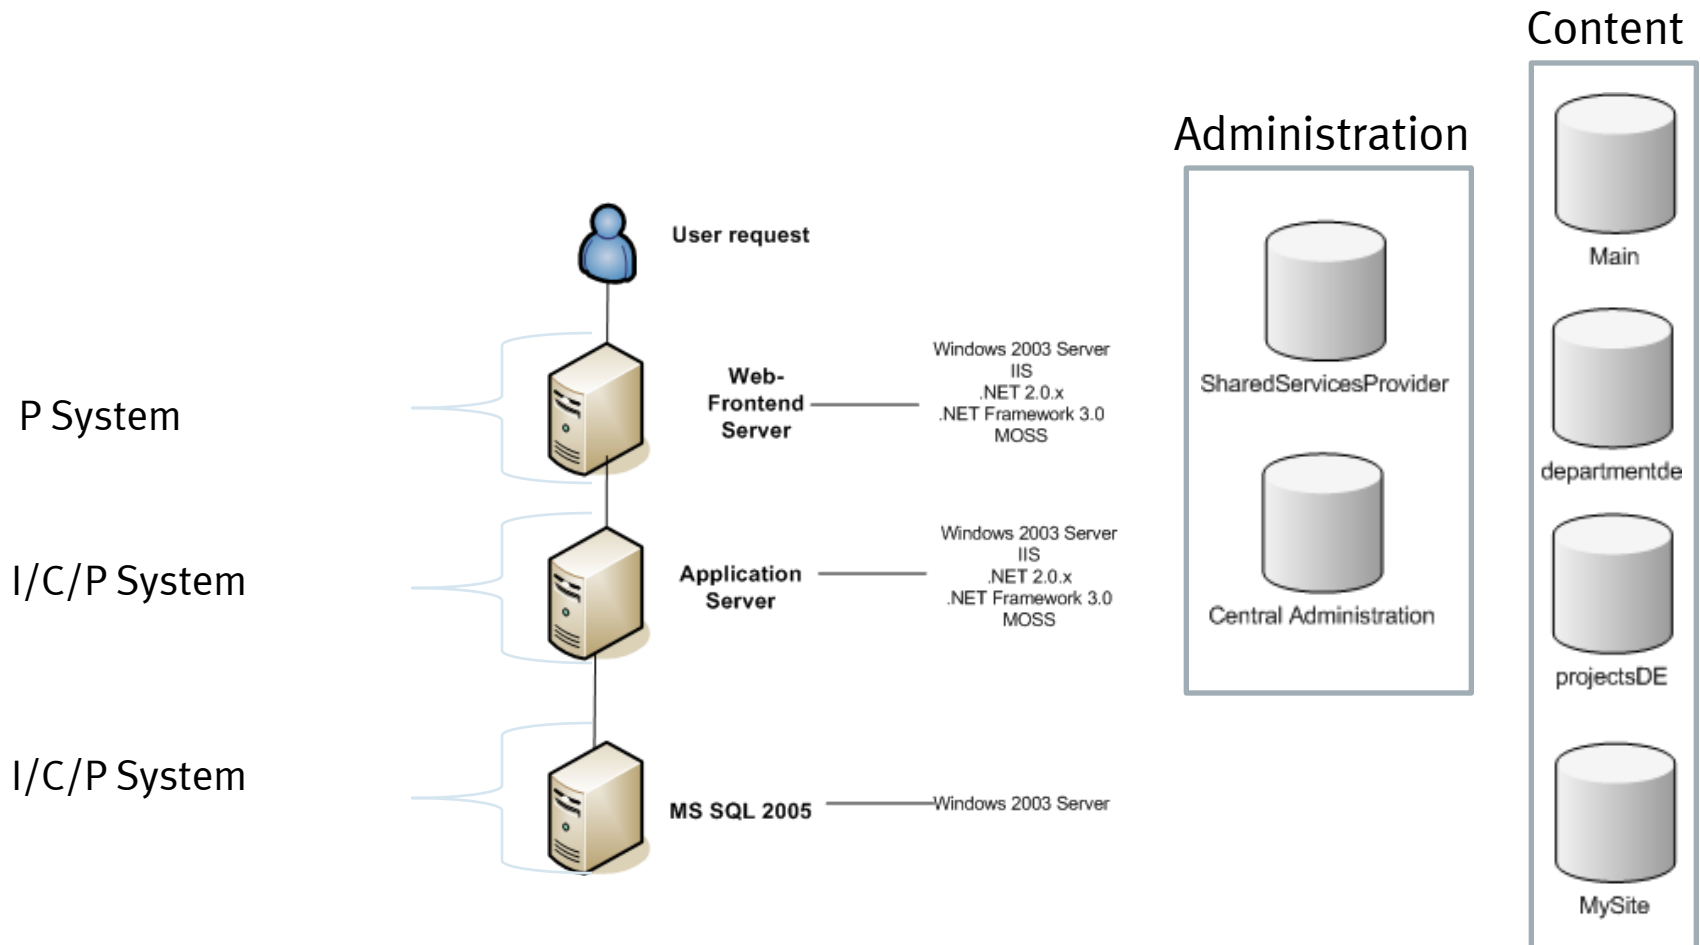 Content
Administration
Main
User request
Windows 2003 Server
IIS
.NET 2.0.x
.NET Framework 3.0
MOSS
Web-
Frontend
Server
P System
SharedServicesProvider
departmentde
Windows 2003 Server
IIS
.NET 2.0.x
.NET Framework 3.0
MOSS
Application
Server
I/C/P System
Central Administration
projectsDE
I/C/P System
MS SQL 2005
Windows 2003 Server
MySite